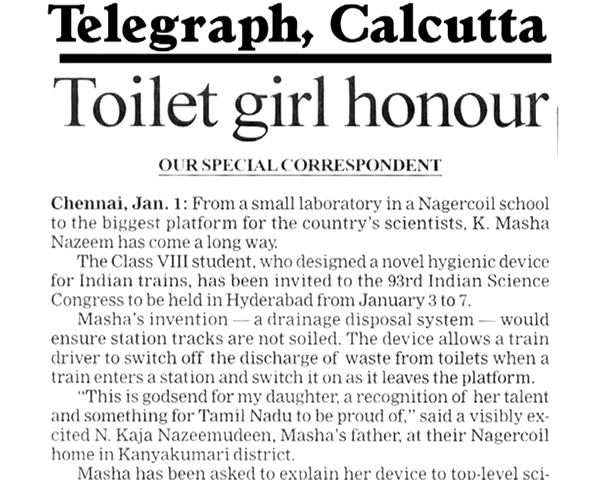 Telegraph, Calcutta
Toilet girl honour
OUR SPECIAL CORRESPONDENT
Chennai, Jan. 1: From a small laboratory in a Nagercoil school
to the biggest platform for the country's scientists, K. Masha
Nazeem has come a long way.
The Class VIII student, who designed a novel hygienic device
for Indian trains, has been invited to the 93rd Indian Science
Congress to be held in Hyderabad from January 3 to 7.
Masha's invention — a drainage disposal system — would
ensure station tracks are not soiled. The device allows a train
driver to switch off the discharge of waste from toilets when a
train enters a station and switch it on as it leaves the platform.
"This is godsend for my daughter, a recognition of her talent
and something for Tamil Nadu to be proud of," said a visibly ex-
cited N. Kaja Nazeemudeen, Masha's father, at their Nagercoil
home in Kanyakumari district.
Masha has been asked to explain her device to top-level sci-